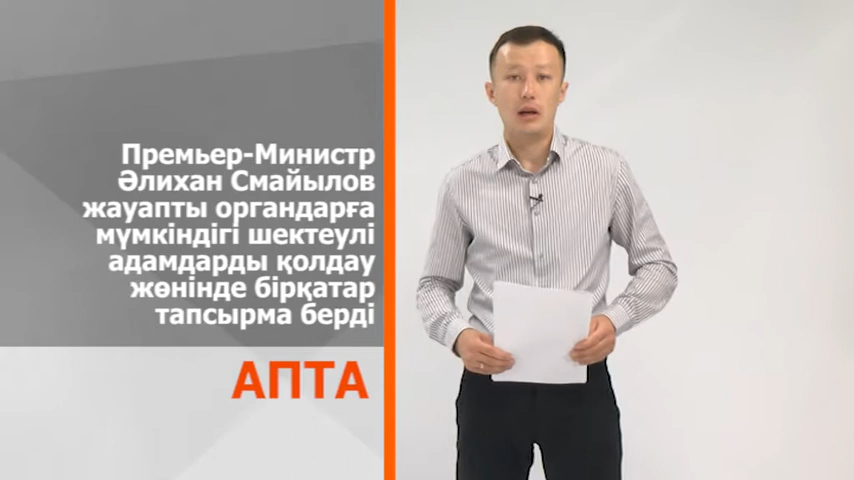 Премьер-Министр
Әлихан Смайылов
жауапты органдарға
мүмкіндігі шектеулі
адамдарды қолдау
жөнінде бірқатар
тапсырма берді
АПТА